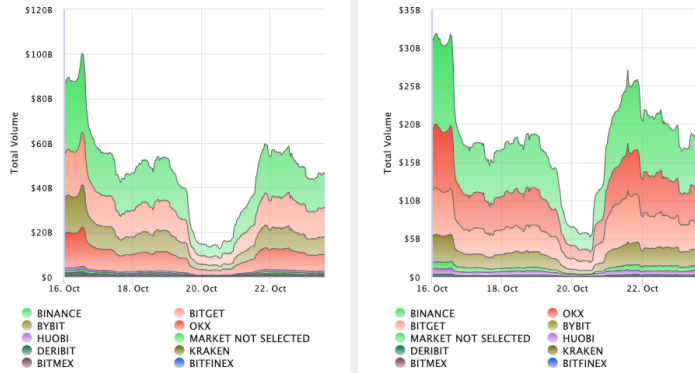 $120B
$100B
$80B
$60B
$40B
$20B
$0
Total Volume
16. Oct
18. Oct
20. Oct
22. Oct
BINANCE
BITGET
BYBIT
OKX
HUOBI
MARKET NOT SELECTED
DERIBIT
KRAKEN
BITMEX
BITFINEX
$35B
$30B
$25B
$20B
$15B
$10B
$5B
$0
Total Volume
16. Oct
18. Oct
20. Oct
22. Oct
BINANCE
OKX
BITGET
BYBIT
MARKET NOT SELECTED
HUOBI
DERIBIT
KRAKEN
BITMEX
BITFINEX